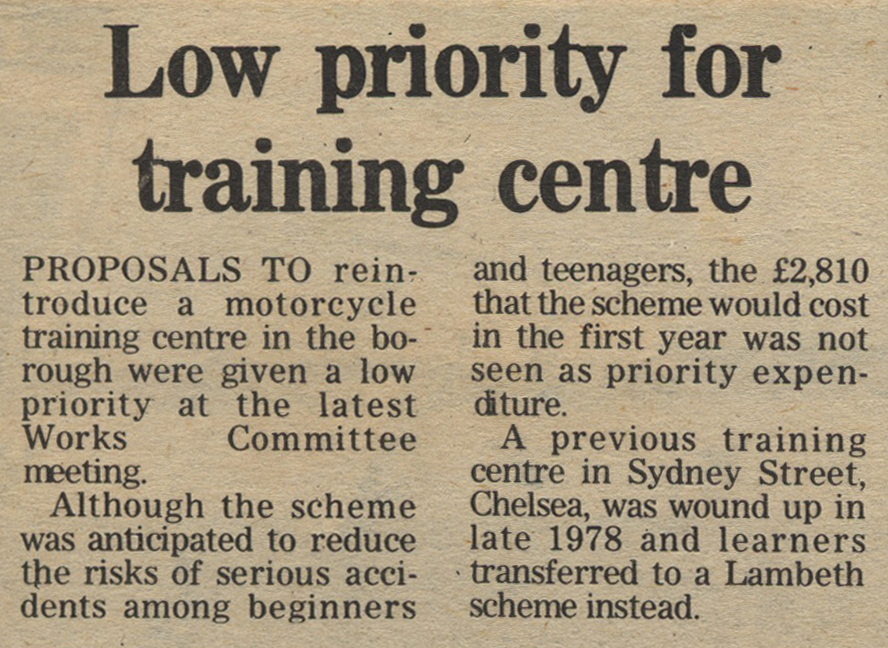 Low priority for
training centre
PROPOSALS TO rein-
troduce a motorcycle
training centre in the bo-
rough were given a low
priority at the latest
Works Committee
meeting.
Although the scheme
was anticipated to reduce
the risks of serious acci-
dents among beginners
and teenagers, the £2,810
that the scheme would cost
in the first year was not
seen as priority expen-
diture.
A previous training
centre in Sydney Street,
Chelsea, was wound up in
late 1978 and learners
transferred to a Lambeth
scheme instead.